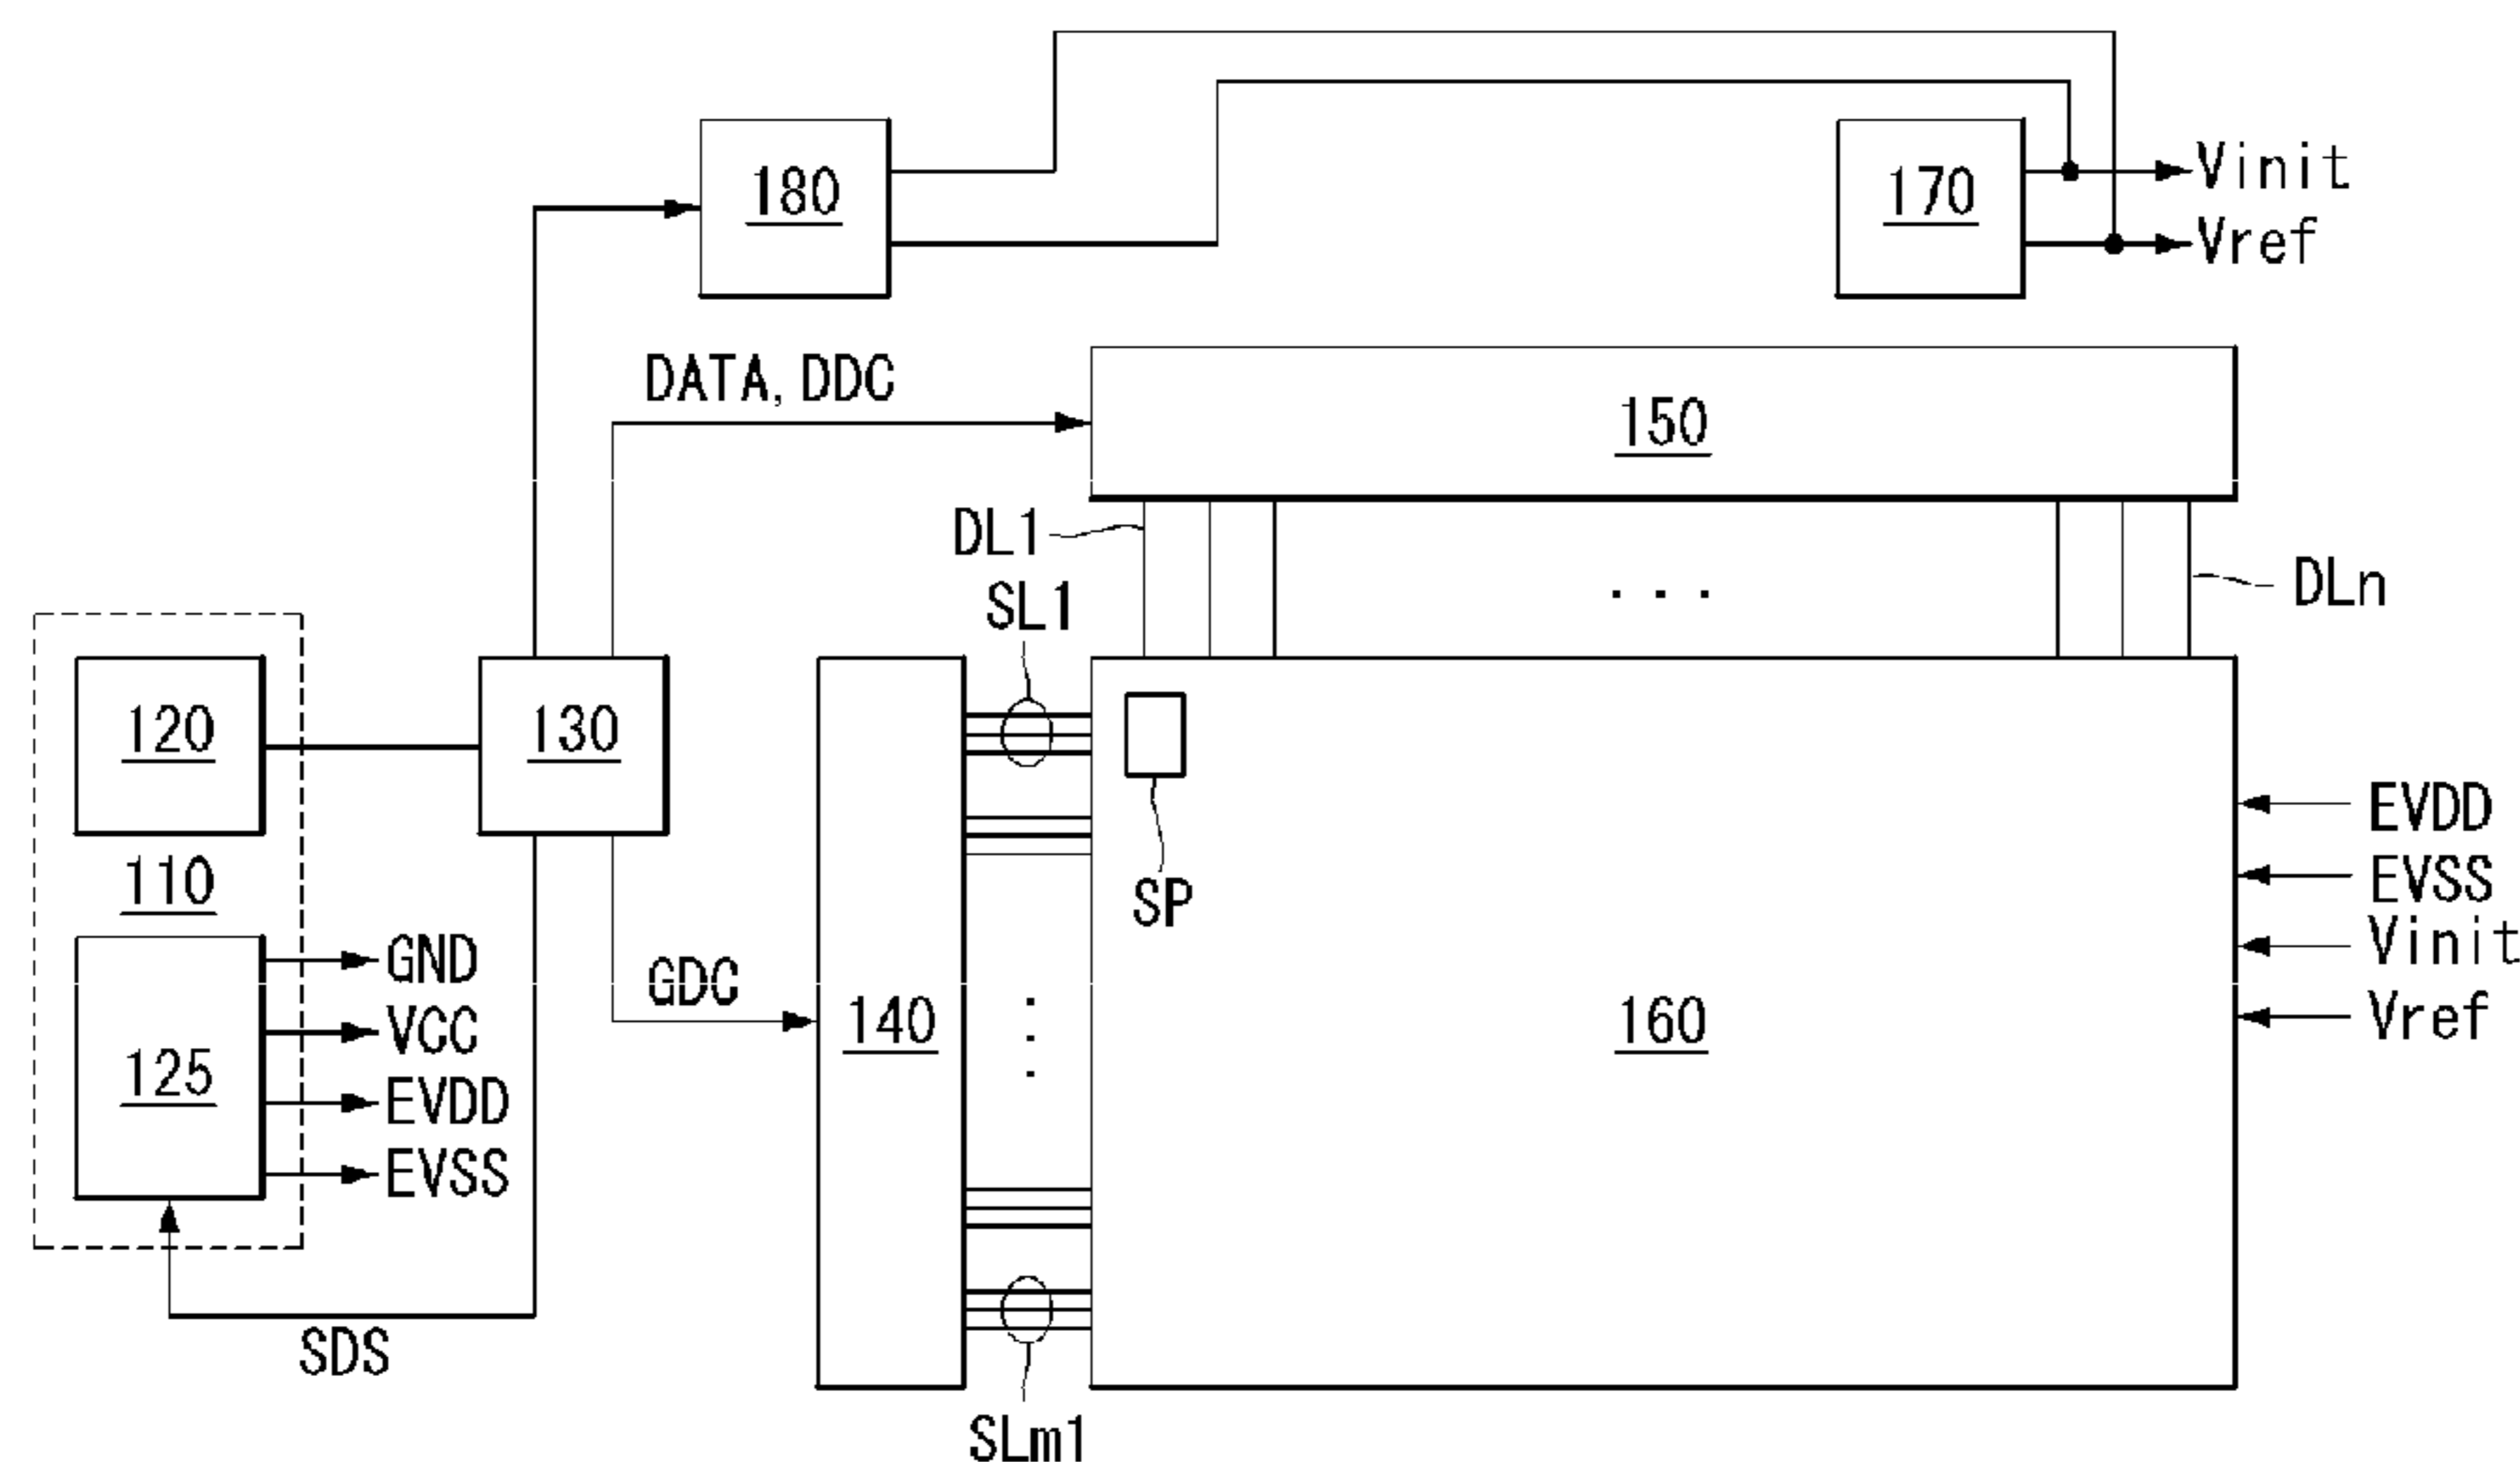 180
170
Vinit
Vref
DATA, DDC
150
DL1
DLn
SL1
120
130
SP
EVDD
EVSS
Vinit
Vref
110
GND
VCC
EVDD
EVSS
125
GDC
140
160
SDS
SLm1